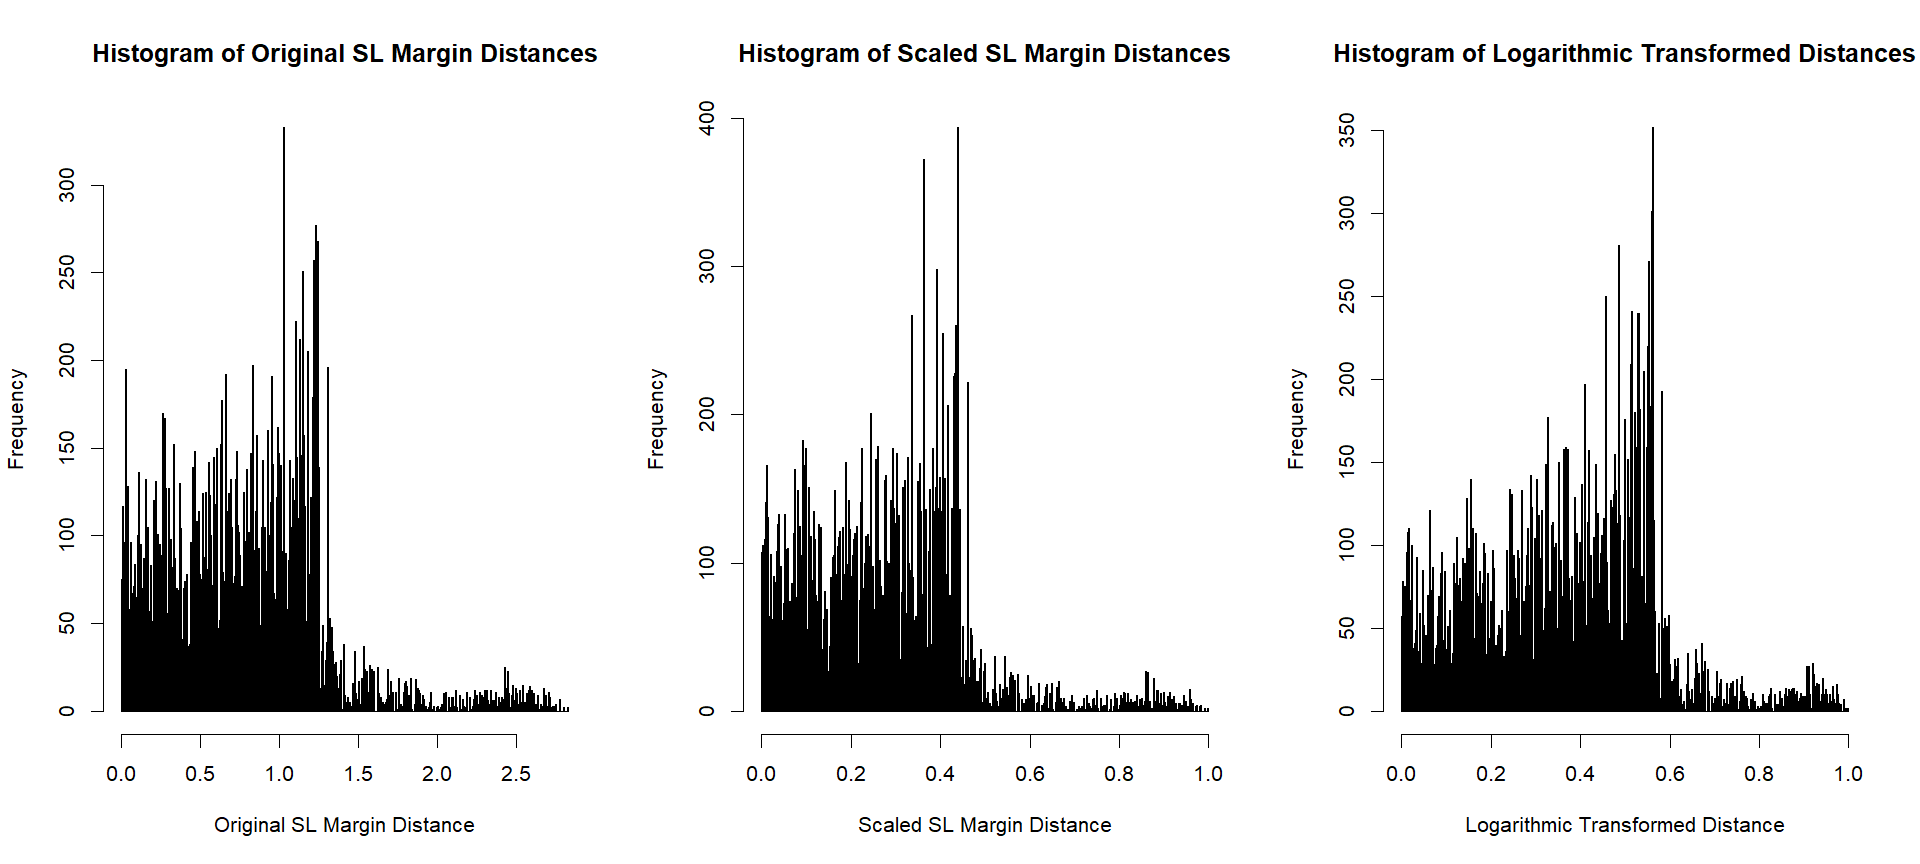 Histogram of Original SL Margin Distances
Frequency
0 50 100 150 200 250 300
0.0 0.5 1.0 1.5 2.0 2.5
Original SL Margin Distance
Histogram of Scaled SL Margin Distances
Frequency
0 100 200 300 400
0.0 0.2 0.4 0.6 0.8 1.0
Scaled SL Margin Distance
Histogram of Logarithmic Transformed Distances
Frequency
0 50 100 150 200 250 300 350
0.0 0.2 0.4 0.6 0.8 1.0
Logarithmic Transformed Distance